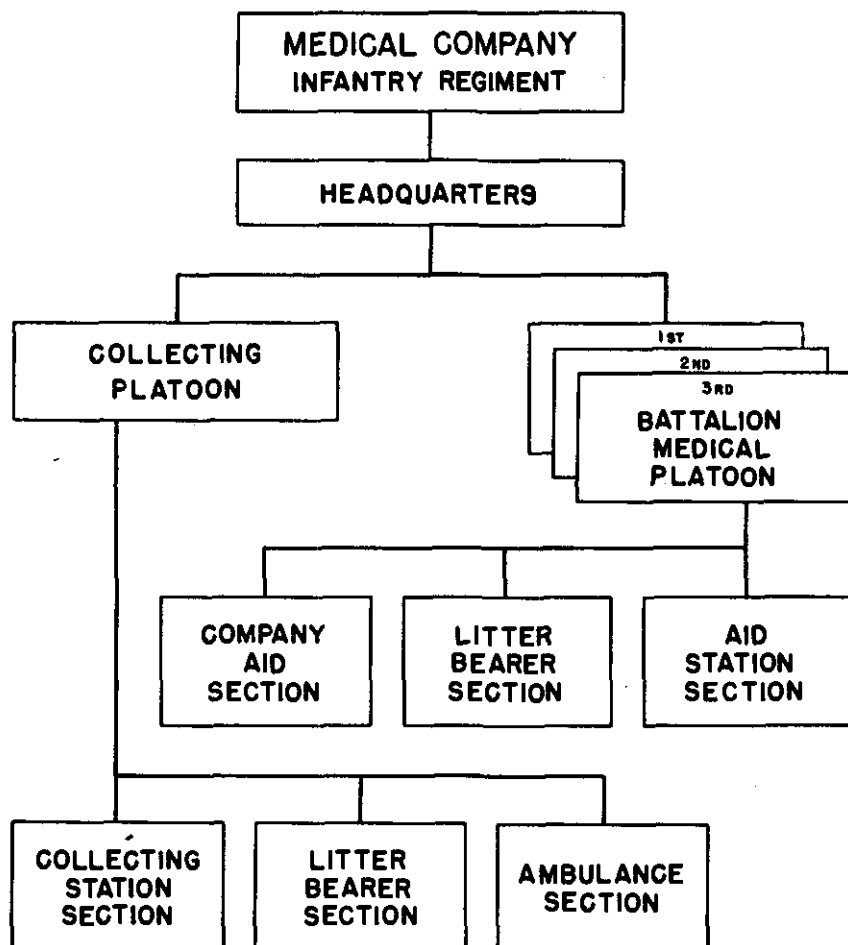 MEDICAL COMPANY
INFANTRY REGIMENT
HEADQUARTERS
COLLECTING
PLATOON
1ST
2ND
3RD
BATTALION
MEDICAL
PLATOON
COMPANY
AID
SECTION
LITTER
BEARER
SECTION
AID
STATION
SECTION
COLLECTING
STATION
SECTION
LITTER
BEARER
SECTION
AMBULANCE
SECTION